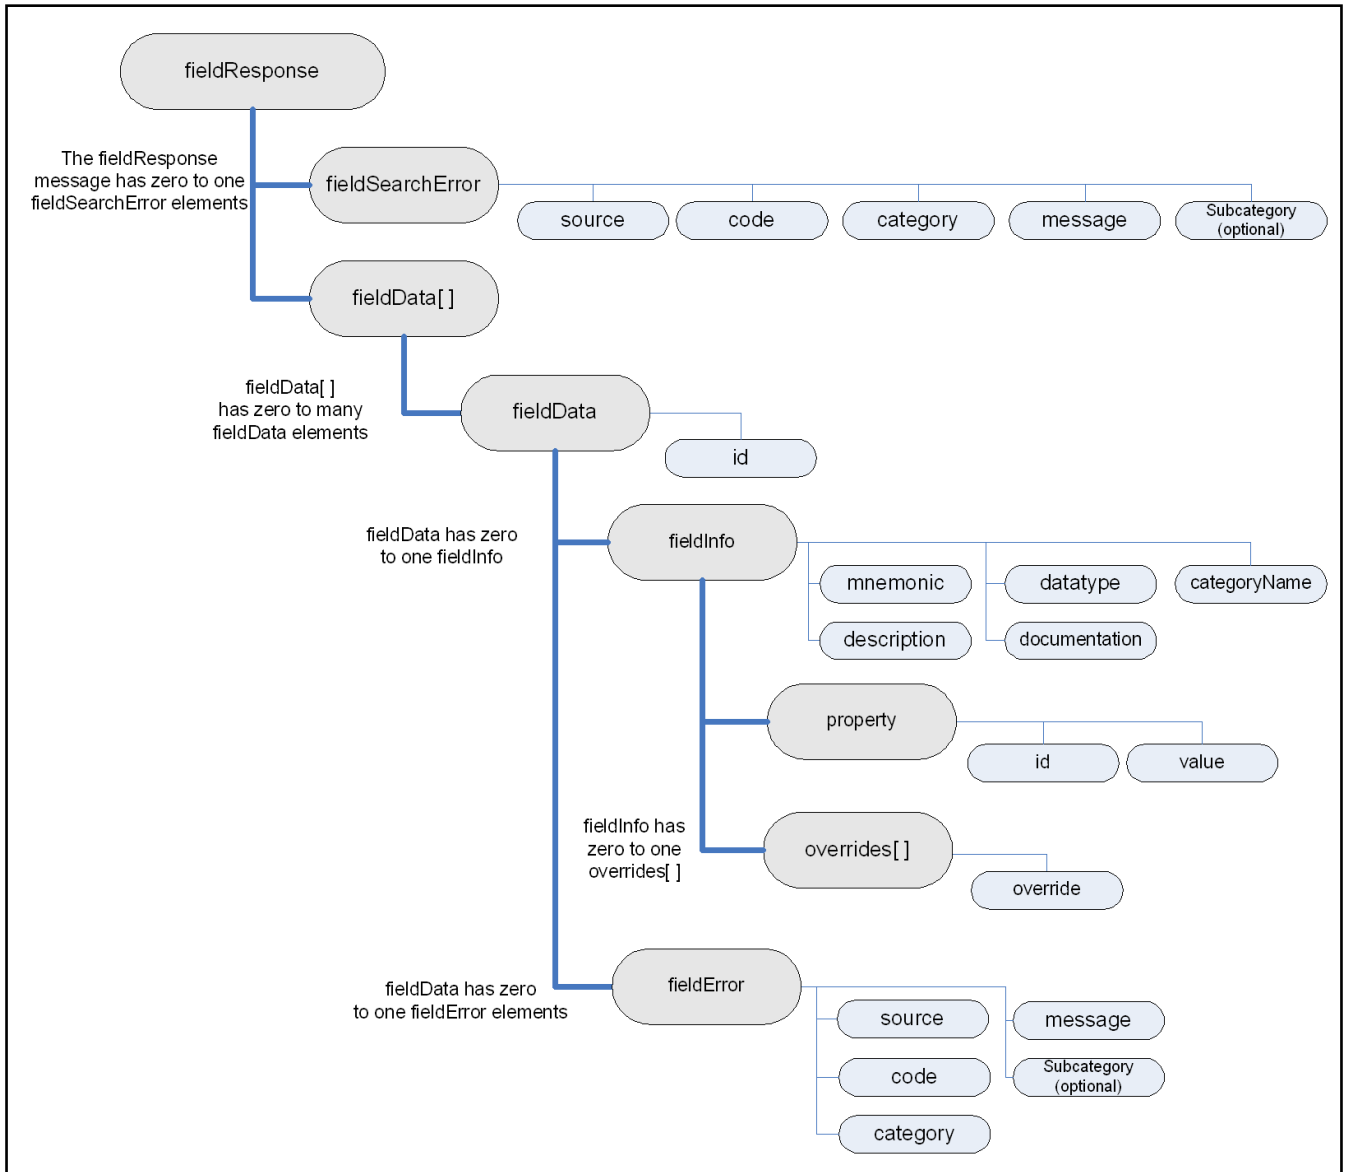 fieldResponse
The fieldResponse
message has zero to one
fieldSearchError elements
fieldSearchError
source
code
category
message
Subcategory
(optional)
fieldData[ ]
fieldData[ ]
has zero to many
fieldData elements
fieldData
id
fieldData has zero
to one fieldInfo
fieldInfo
mnemonic
datatype
categoryName
description
documentation
property
id
value
fieldInfo has
zero to one
overrides[ ]
overrides[ ]
override
fieldData has zero
to one fieldError elements
fieldError
source
message
code
Subcategory
(optional)
category